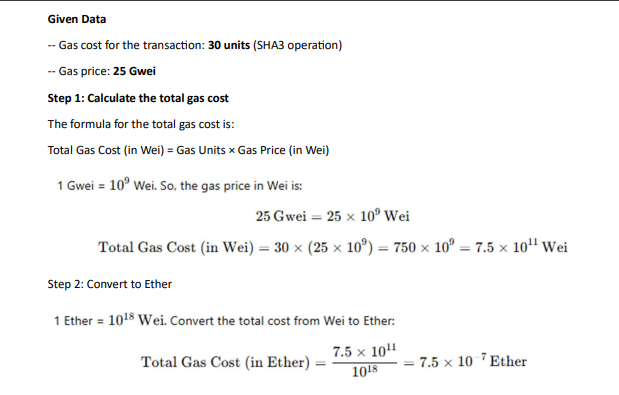 Given Data
-- Gas cost for the transaction: 30 units (SHA3 operation)
-- Gas price: 25 Gwei
Step 1: Calculate the total gas cost
The formula for the total gas cost is:
Total Gas Cost (in Wei) = Gas Units × Gas Price (in Wei)
1 Gwei = 10⁹ Wei. So, the gas price in Wei is:
25 Gwei = 25 × 10⁹ Wei
Total Gas Cost (in Wei) = 30 × (25 × 10⁹) = 750 × 10⁹ = 7.5 × 10¹¹ Wei
Step 2: Convert to Ether
1 Ether = 10¹⁸ Wei. Convert the total cost from Wei to Ether:
Total Gas Cost (in Ether) = 7.5 × 10¹¹ / 10¹⁸ = 7.5 × 10⁻⁷ Ether